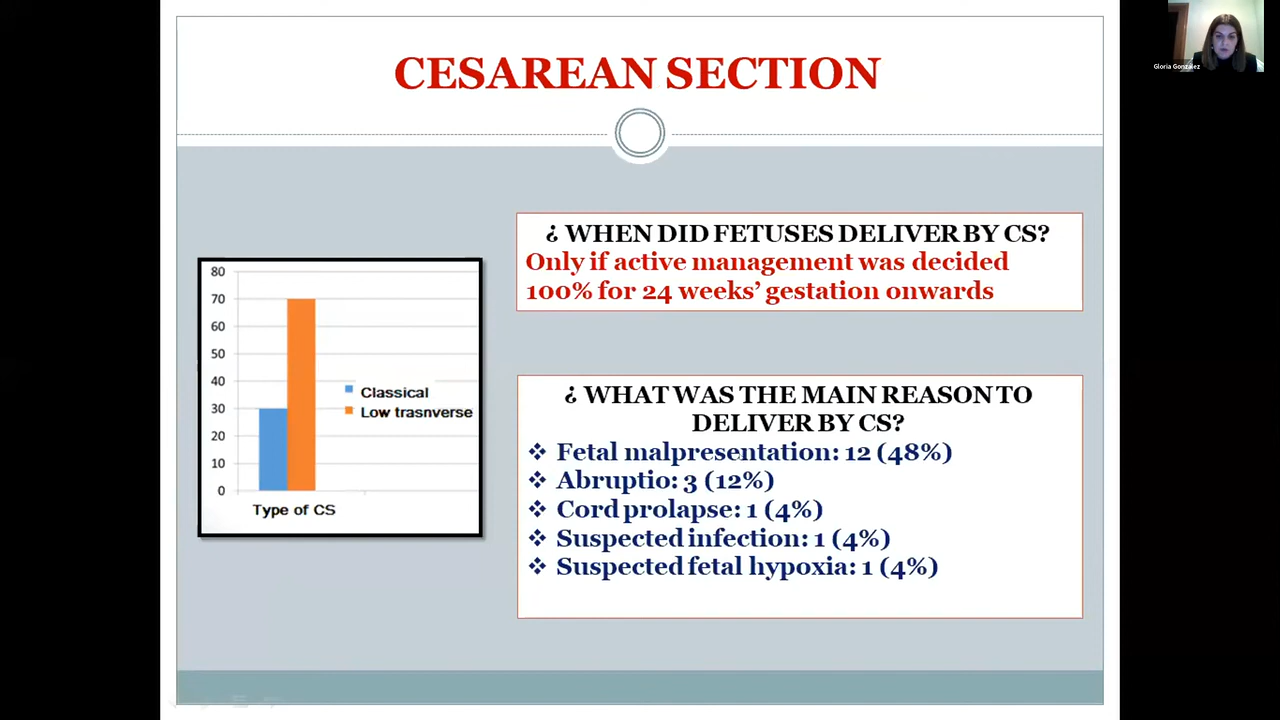 Gloria González
CESAREAN SECTION
¿ WHEN DID FETUSES DELIVER BY CS?
Only if active management was decided
100% for 24 weeks’ gestation onwards
80
70
60
50
40
30
20
10
0
Classical
Low trasnverse
Type of CS
¿ WHAT WAS THE MAIN REASON TO
DELIVER BY CS?
❖ Fetal malpresentation: 12 (48%)
❖ Abruptio: 3 (12%)
❖ Cord prolapse: 1 (4%)
❖ Suspected infection: 1 (4%)
❖ Suspected fetal hypoxia: 1 (4%)